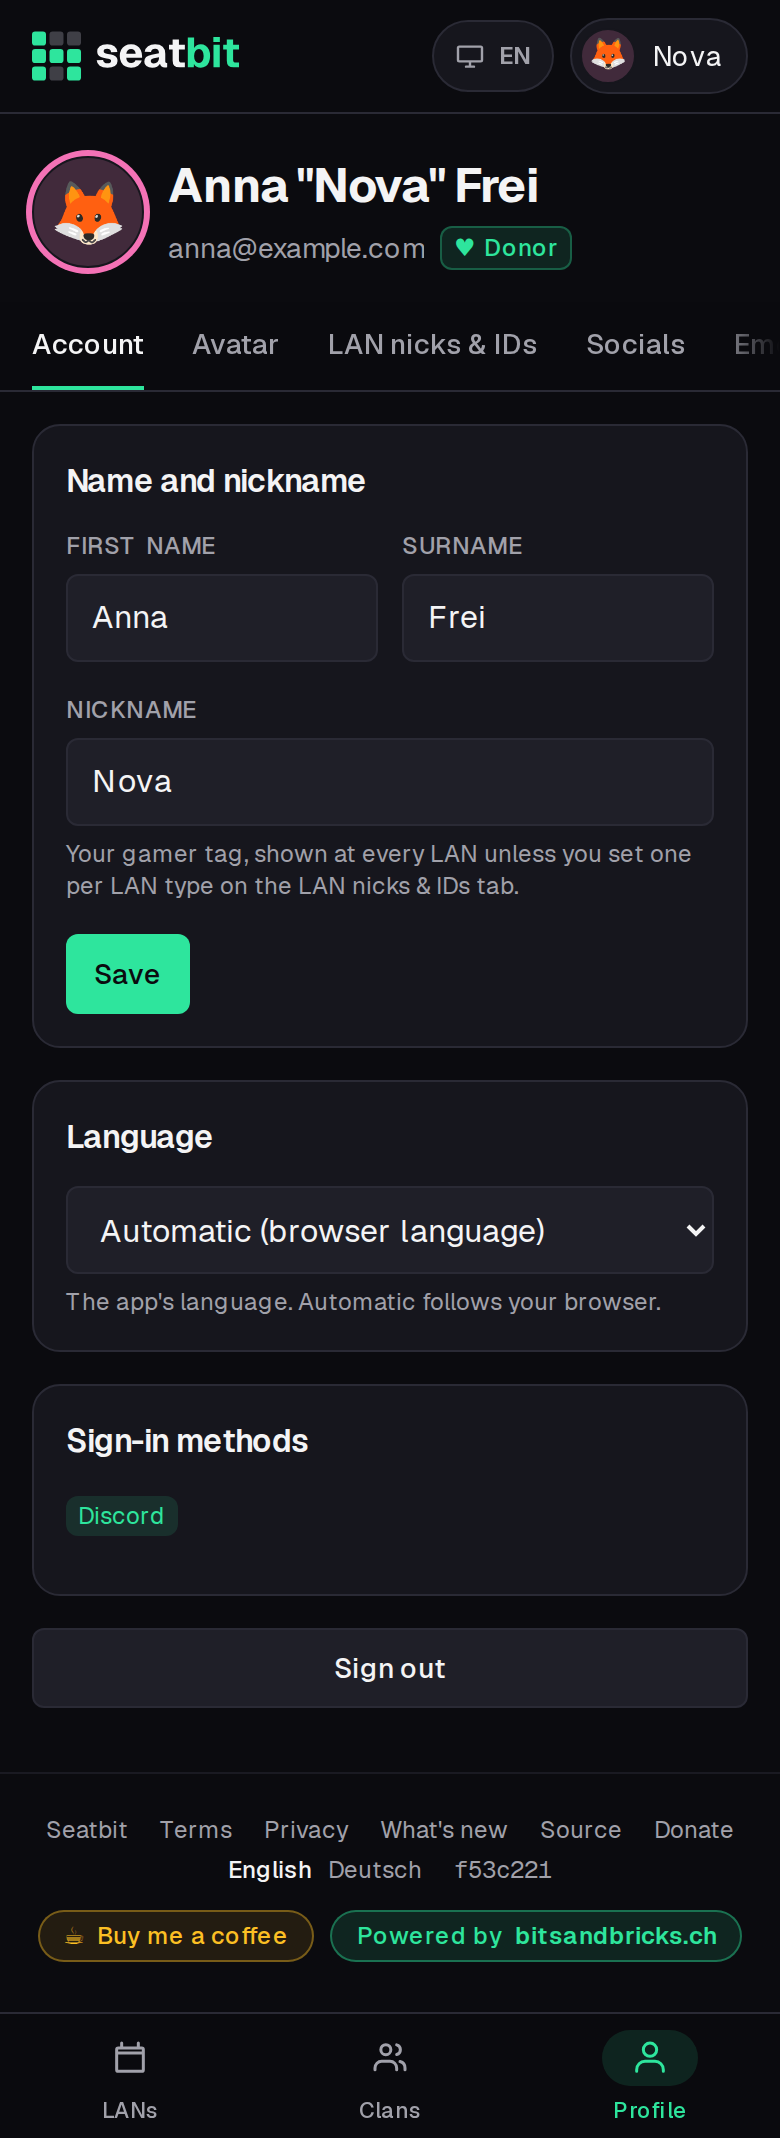 seatbit
EN
Nova
Anna "Nova" Frei
anna@example.com
♥ Donor
Account Avatar LAN nicks & IDs Socials Em
Name and nickname
FIRST NAME SURNAME
Anna Frei
NICKNAME
Nova
Your gamer tag, shown at every LAN unless you set one
per LAN type on the LAN nicks & IDs tab.
Save
Language
Automatic (browser language)
The app's language. Automatic follows your browser.
Sign-in methods
Discord
Sign out
Seatbit Terms Privacy What's new Source Donate
English Deutsch f53c221
☕ Buy me a coffee Powered by bitsandbricks.ch
LANs Clans Profile